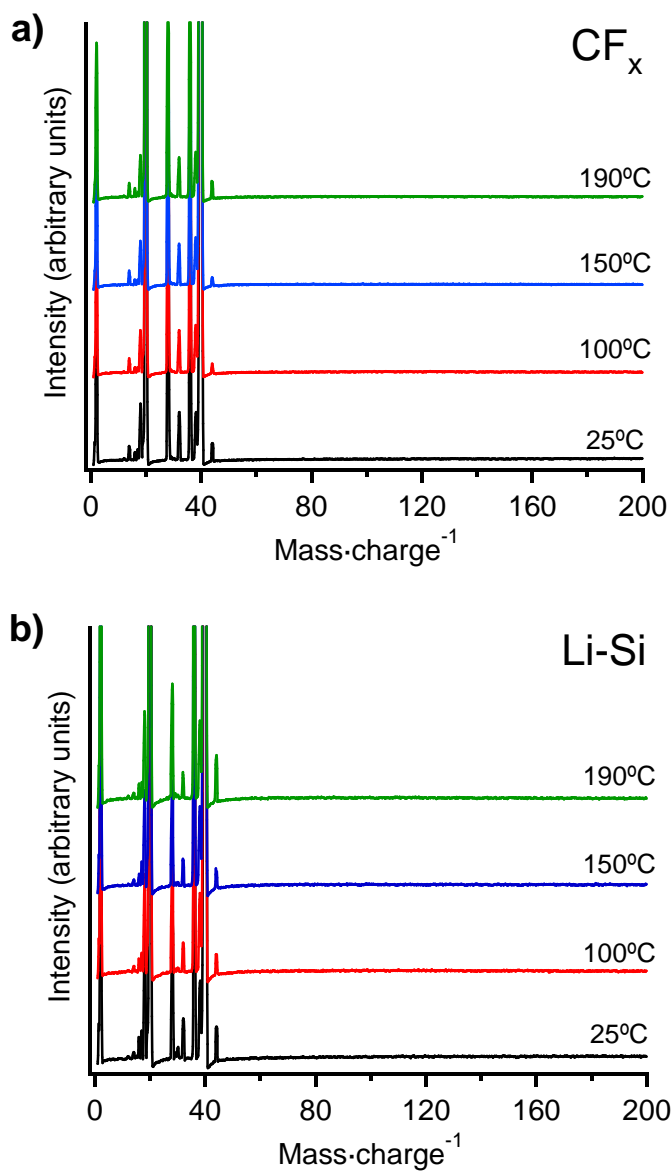 a)
CFₓ
Intensity (arbitrary units)
190ºC
150ºC
100ºC
25ºC
0 40 80 120 160 200
Mass·charge⁻¹
b)
Li-Si
Intensity (arbitrary units)
190ºC
150ºC
100ºC
25ºC
0 40 80 120 160 200
Mass·charge⁻¹